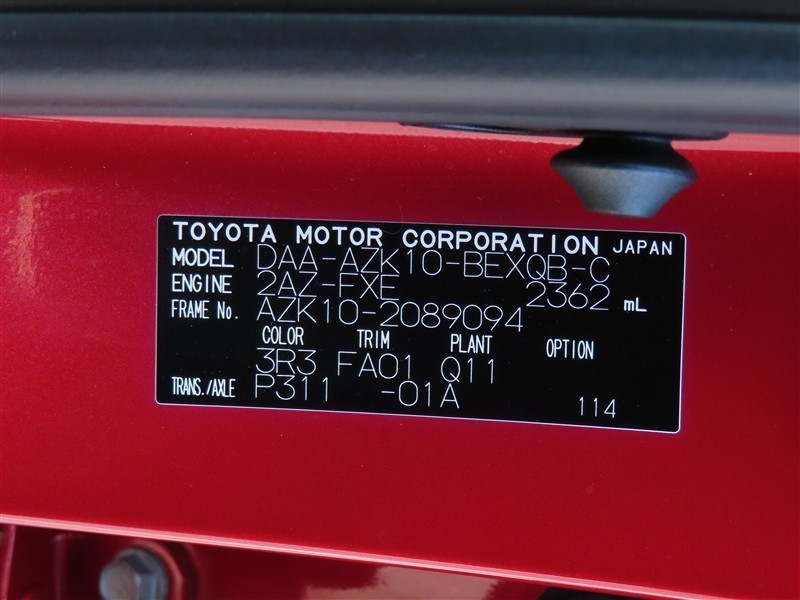 TOYOTA MOTOR CORPORATION JAPAN
MODEL DAA-AZK10-BEXQB-C
ENGINE 2AZ-FXE 2362 mL
FRAME No. AZK10-2089094
COLOR TRIM PLANT OPTION
3R3 FA01 Q11
TRANS./AXLE P311 -01A 114